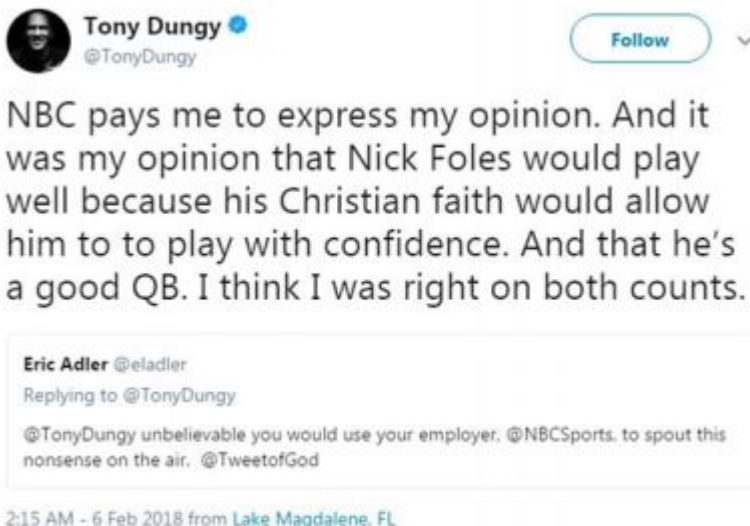 Tony Dungy
@TonyDungy
Follow
NBC pays me to express my opinion. And it
was my opinion that Nick Foles would play
well because his Christian faith would allow
him to to play with confidence. And that he's
a good QB. I think I was right on both counts.
Eric Adler @eladler
Replying to @TonyDungy
@TonyDungy unbelievable you would use your employer, @NBCSports, to spout this
nonsense on the air. @TweetofGod
2:15 AM - 6 Feb 2018 from Lake Magdalene, FL